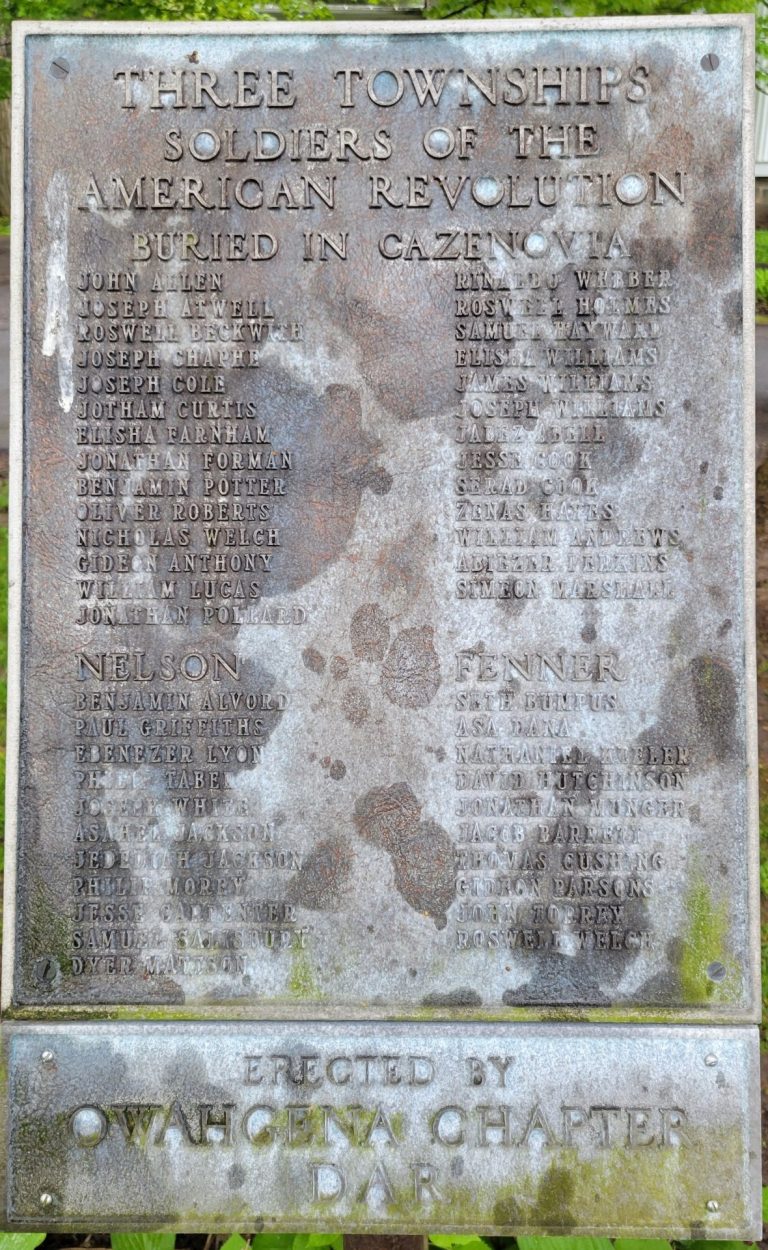 THREE TOWNSHIPS
SOLDIERS OF THE
AMERICAN REVOLUTION
BURIED IN CAZENOVIA
JOHN ALLEN
JOSEPH ATWELL
ROSWELL BECKWITH
JOSEPH CHAPHE
JOSEPH COLE
JOTHAM CURTIS
ELISHA FARNHAM
JONATHAN FORMAN
BENJAMIN POTTER
OLIVER ROBERTS
NICHOLAS WELCH
GIDEON ANTHONY
WILLIAM LUCAS
JONATHAN POLLARD
RINALDO WEBBER
ROSWELL HOLMES
SAMUEL HAYWARD
ELISHA WILLIAMS
JAMES WILLIAMS
JOSEPH WILLIAMS
JABEZ ABELL
JESSE COOK
COOK
ZENAS
WILLIAM ANDREWS
ABIEZER PERKINS
SIMEON MARSHALL
NELSON
BENJAMIN ALVORD
PAUL GRIFFITHS
EBENEZER LYON
PHILIP TABER
JOSEPH WHITE
ASAHEL JACKSON
JEDEDIAH JACKSON
PHILIP MOREY
JESSE CARPENTER
SAMUEL SALISBURY
DYER MATTSON
FENNER
SETH BUMPUS
ASA DANA
NATHANIEL KEELER
DAVID HUTCHINSON
JONATHAN MUNGER
JACOB BARRETT
THOMAS CUSHING
GIDEON PARSONS
JOHN TORREY
ROSWELL WELCH
ERECTED BY
OWAHGENA CHAPTER
DAR